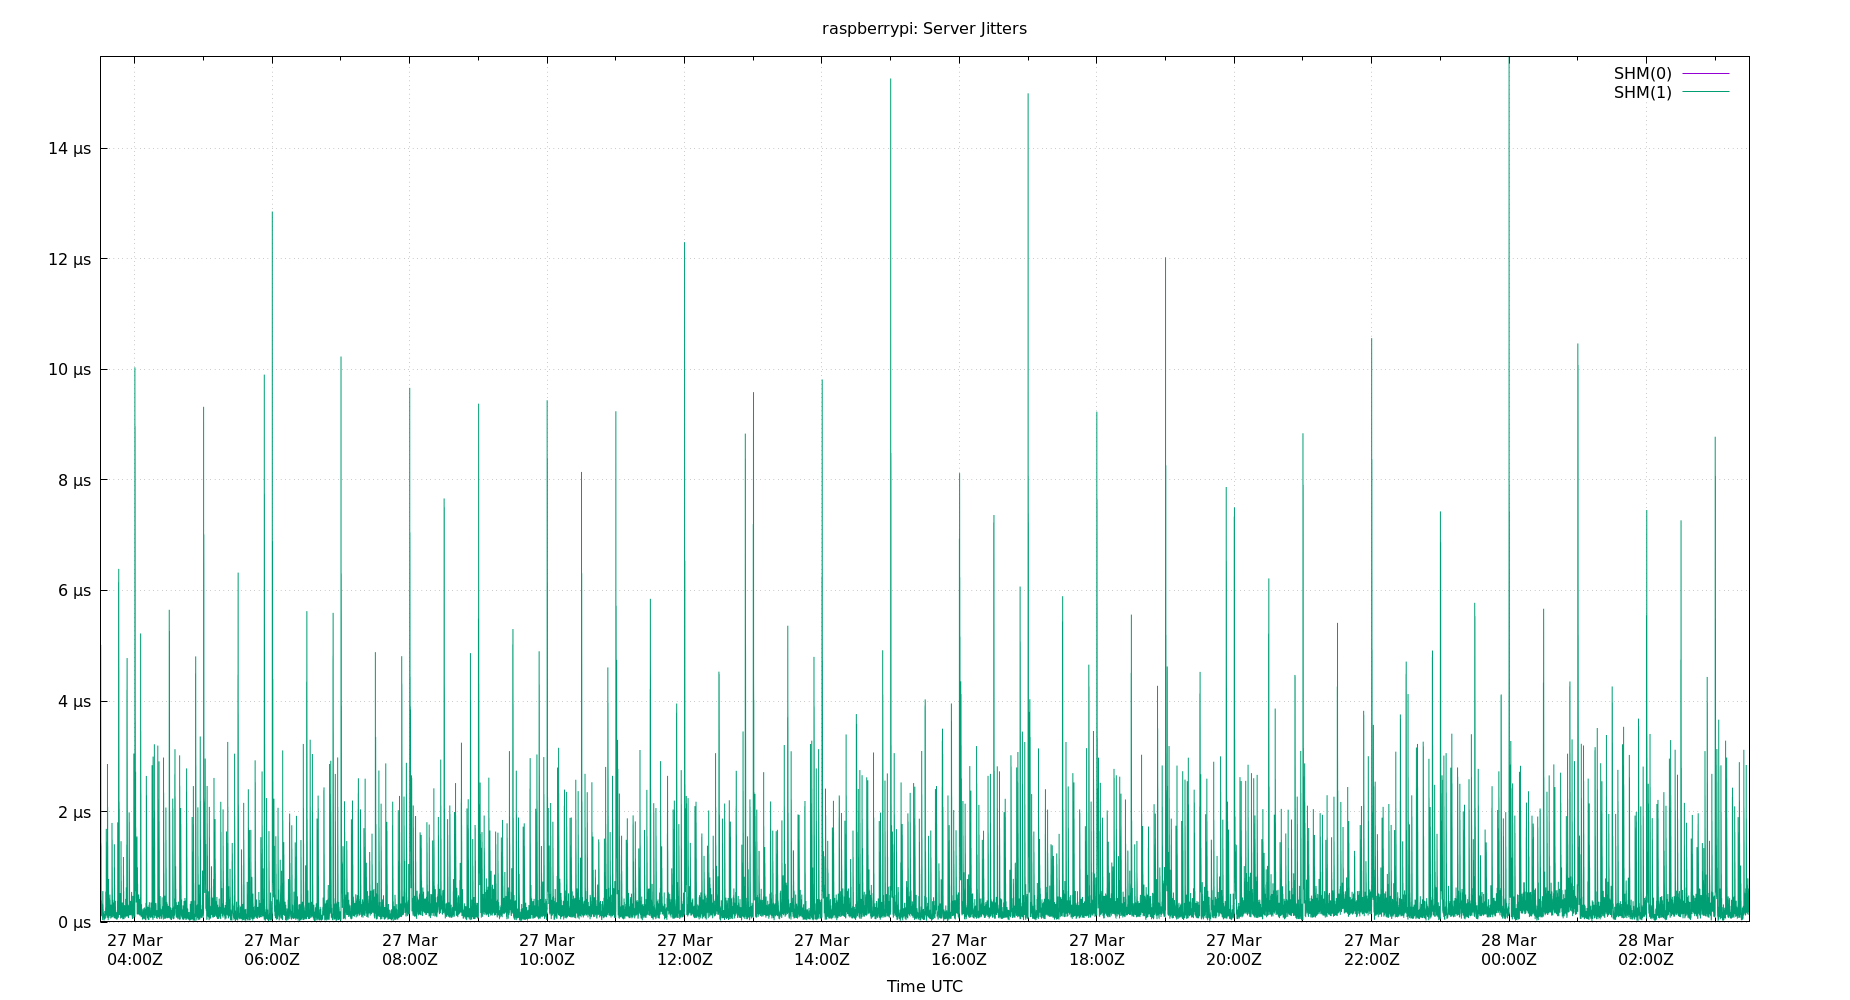 raspberrypi: Server Jitters
SHM(0)
SHM(1)
14 µs
12 µs
10 µs
8 µs
6 µs
4 µs
2 µs
0 µs
27 Mar 27 Mar 27 Mar 27 Mar 27 Mar 27 Mar 27 Mar 27 Mar 27 Mar 27 Mar 28 Mar 28 Mar
04:00Z 06:00Z 08:00Z 10:00Z 12:00Z 14:00Z 16:00Z 18:00Z 20:00Z 22:00Z 00:00Z 02:00Z
Time UTC